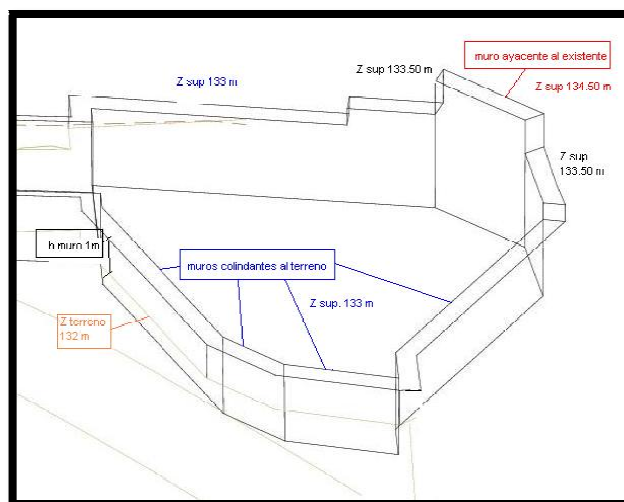 muro ayacente al existente
Z sup 133.50 m
Z sup 133 m
Z sup 134.50 m
Z sup
133.50 m
h muro 1m
muros colindantes al terreno
Z sup. 133 m
Z terreno
132 m